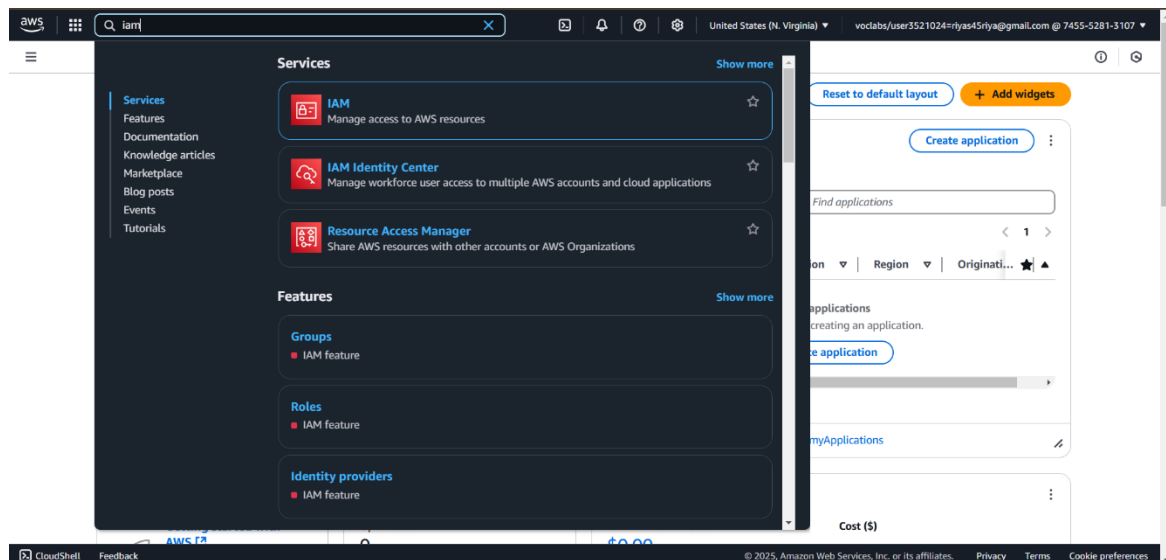 aws
iam
United States (N. Virginia) ▼
voclabs/user3521024=riyas45riya@gmail.com @ 7455-5281-3107 ▼
Services
Features
Documentation
Knowledge articles
Marketplace
Blog posts
Events
Tutorials
Services
Show more
IAM
Manage access to AWS resources
IAM Identity Center
Manage workforce user access to multiple AWS accounts and cloud applications
Resource Access Manager
Share AWS resources with other accounts or AWS Organizations
Features
Show more
Groups
IAM feature
Roles
IAM feature
Identity providers
IAM feature
Reset to default layout
+ Add widgets
Create application
Find applications
1
ion
Region
Originati...
applications
creating an application.
e application
myApplications
Cost ($)
AWS
$0.00
CloudShell
Feedback
© 2025, Amazon Web Services, Inc. or its affiliates.
Privacy
Terms
Cookie preferences